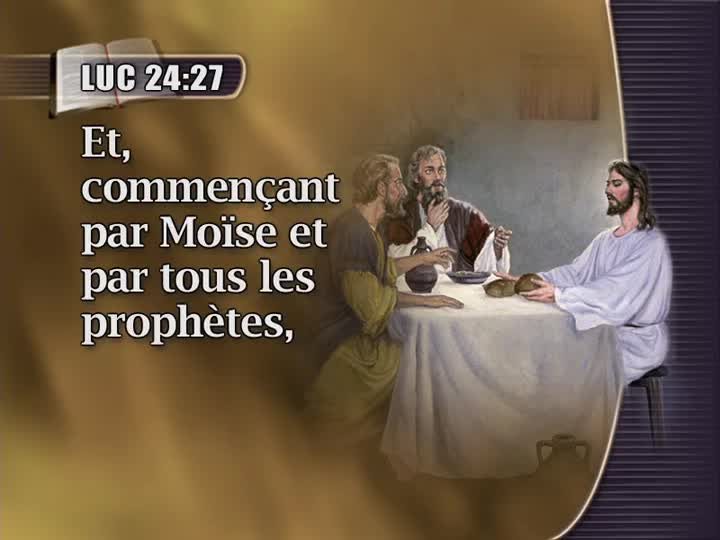 LUC 24:27
Et,
commençant
par Moïse et
par tous les
prophètes,